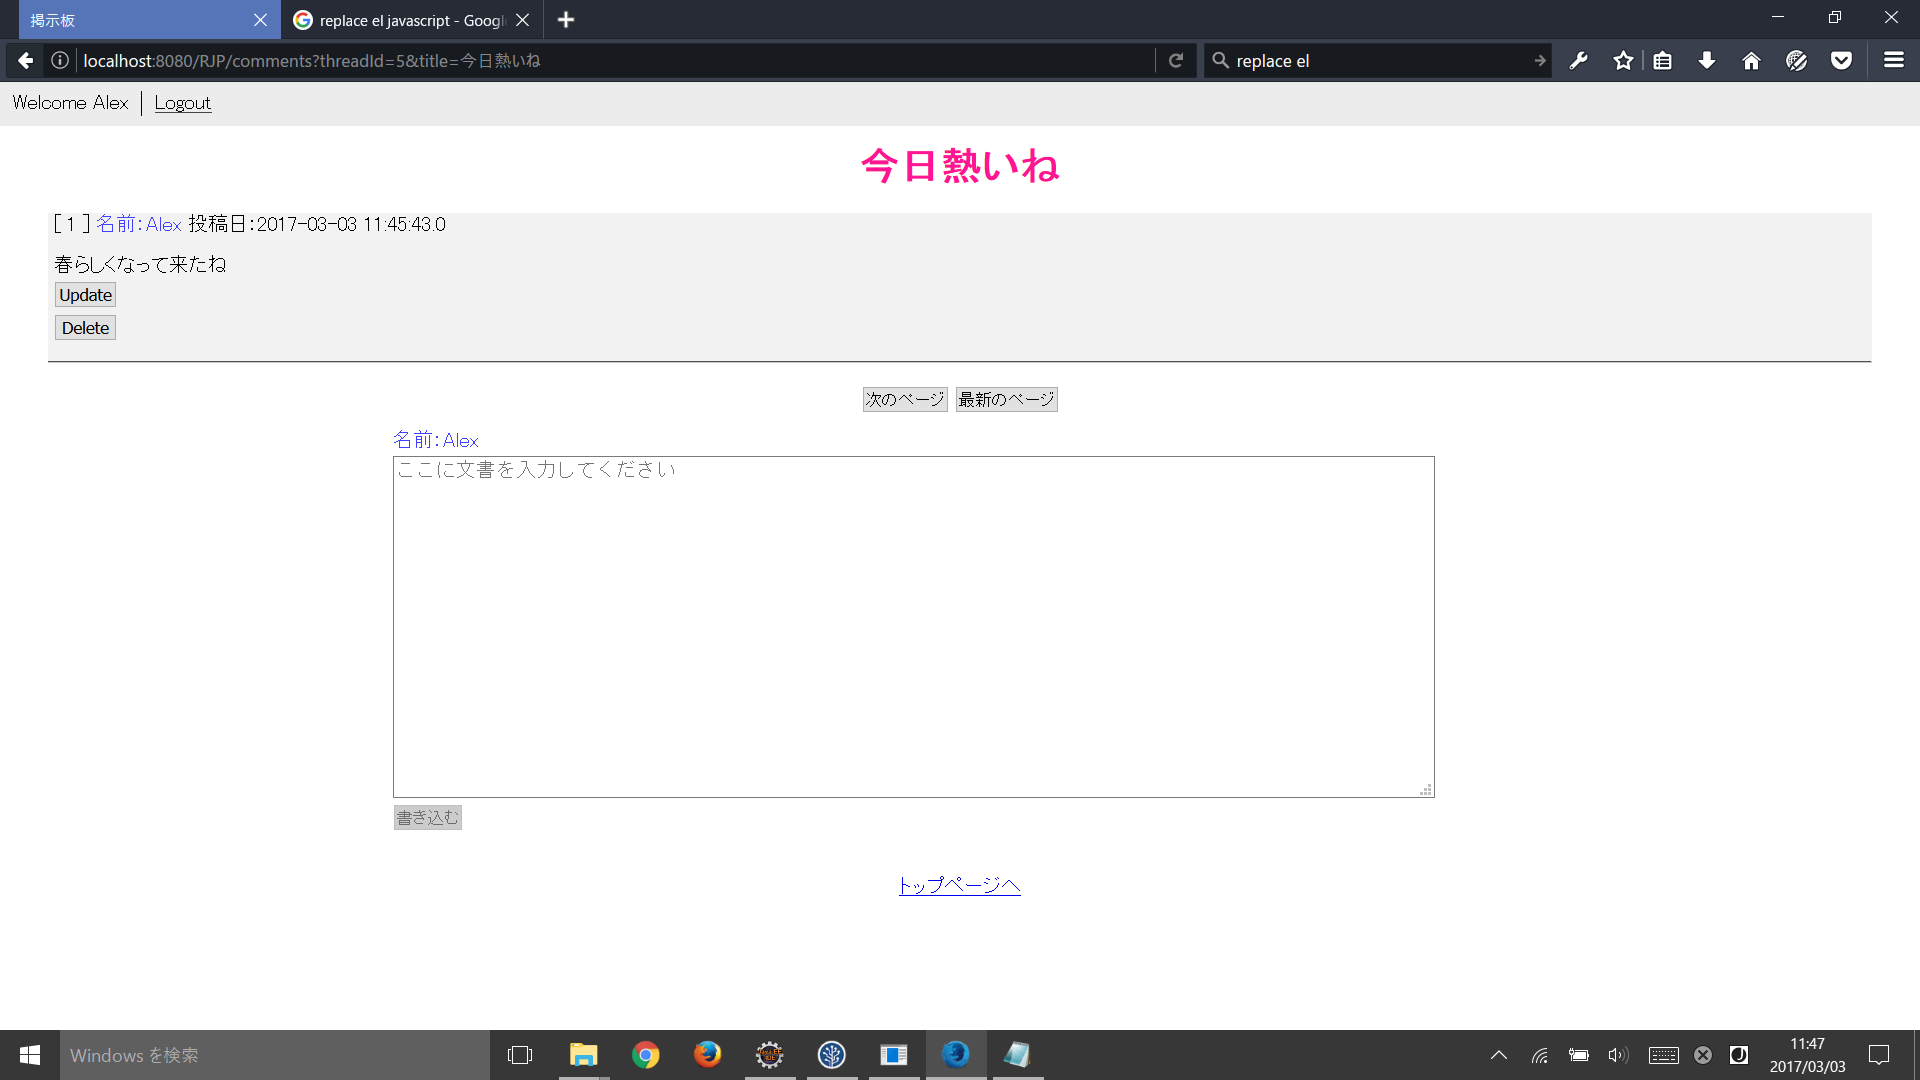 掲示板
replace el javascript - Googl
localhost:8080/RJP/comments?threadId=5&title=今日熱いね
replace el
Welcome Alex | Logout
今日熱いね
[ 1 ] 名前：Alex 投稿日：2017-03-03 11:45:43.0
春らしくなって来たね
Update
Delete
次のページ 最新のページ
名前：Alex
ここに文書を入力してください
書き込む
トップページへ
Windows を検索
11:47
2017/03/03